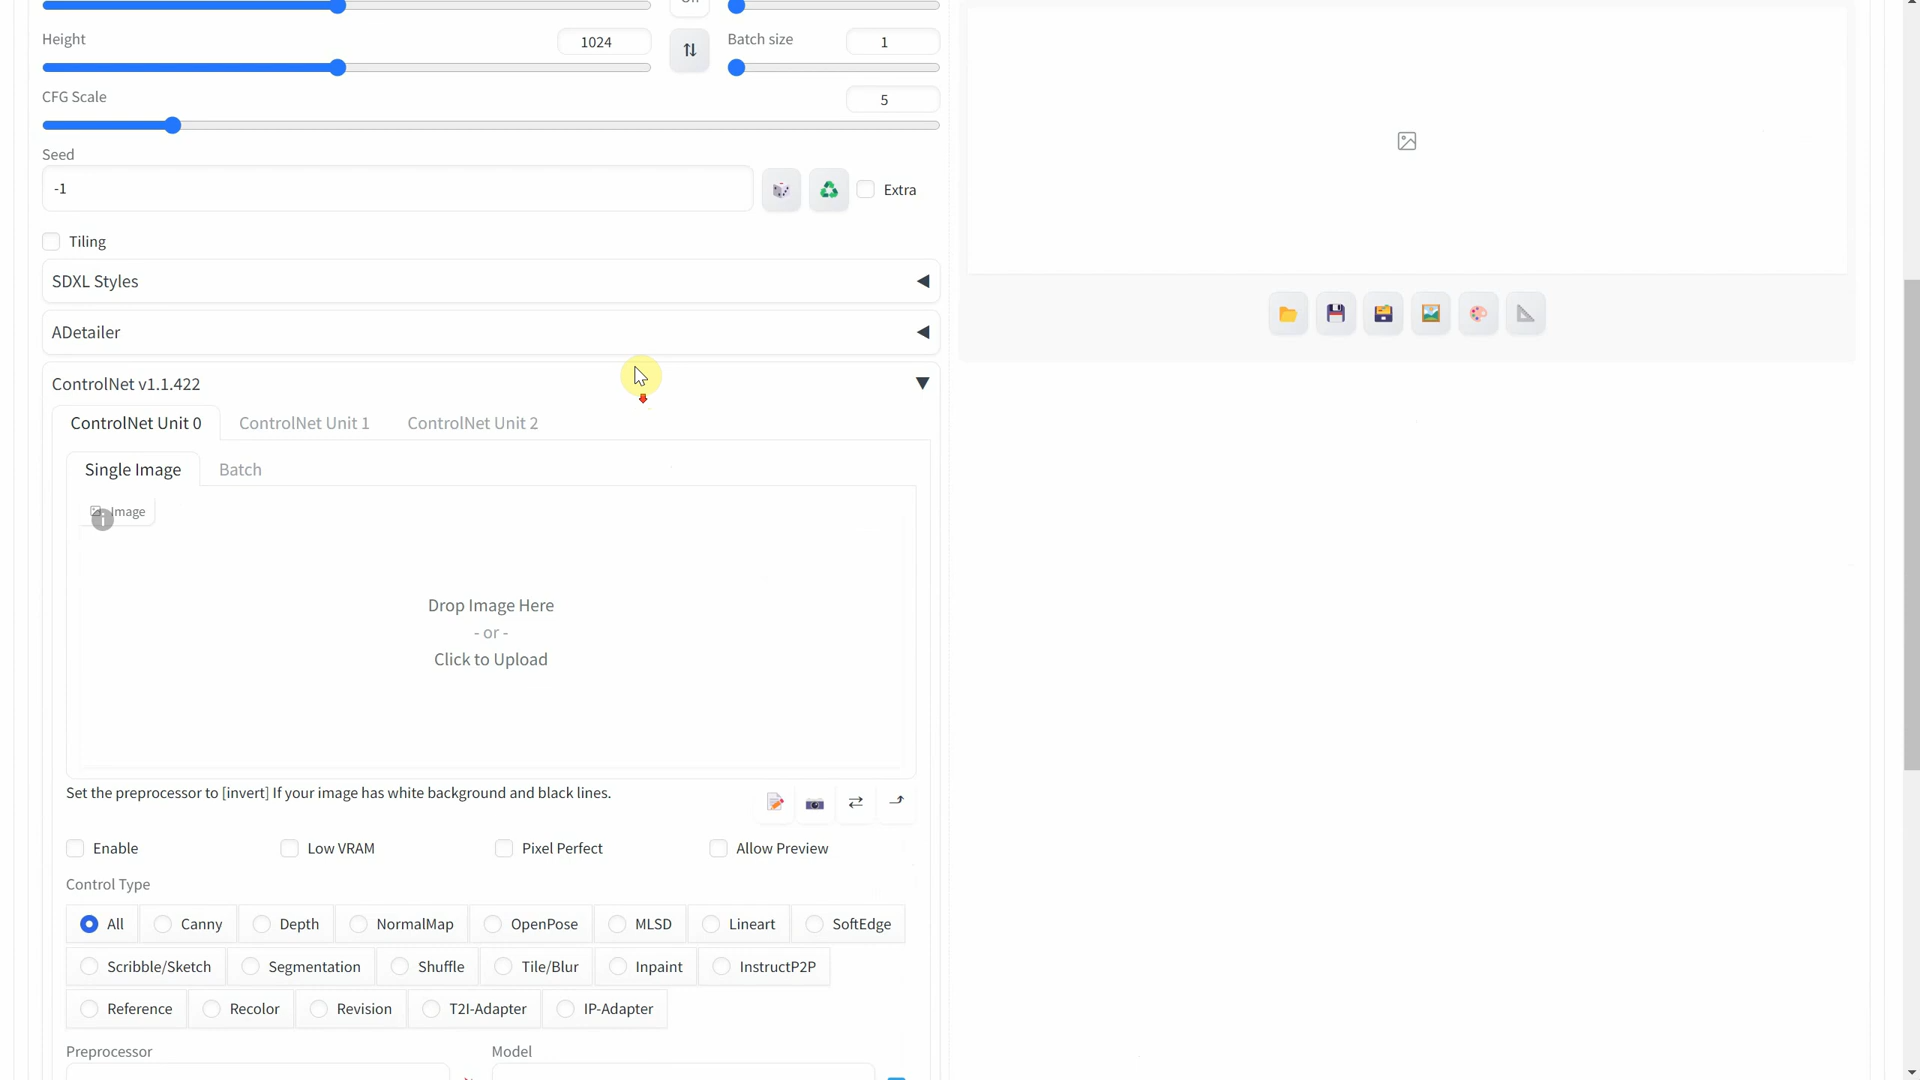 Height
1024
Batch size
1
CFG Scale
5
Seed
-1
Extra
Tiling
SDXL Styles
ADetailer
ControlNet v1.1.422
ControlNet Unit 0
ControlNet Unit 1
ControlNet Unit 2
Single Image
Batch
Image
Drop Image Here
- or -
Click to Upload
Set the preprocessor to [invert] If your image has white background and black lines.
Enable
Low VRAM
Pixel Perfect
Allow Preview
Control Type
All
Canny
Depth
NormalMap
OpenPose
MLSD
Lineart
SoftEdge
Scribble/Sketch
Segmentation
Shuffle
Tile/Blur
Inpaint
InstructP2P
Reference
Recolor
Revision
T2I-Adapter
IP-Adapter
Preprocessor
Model